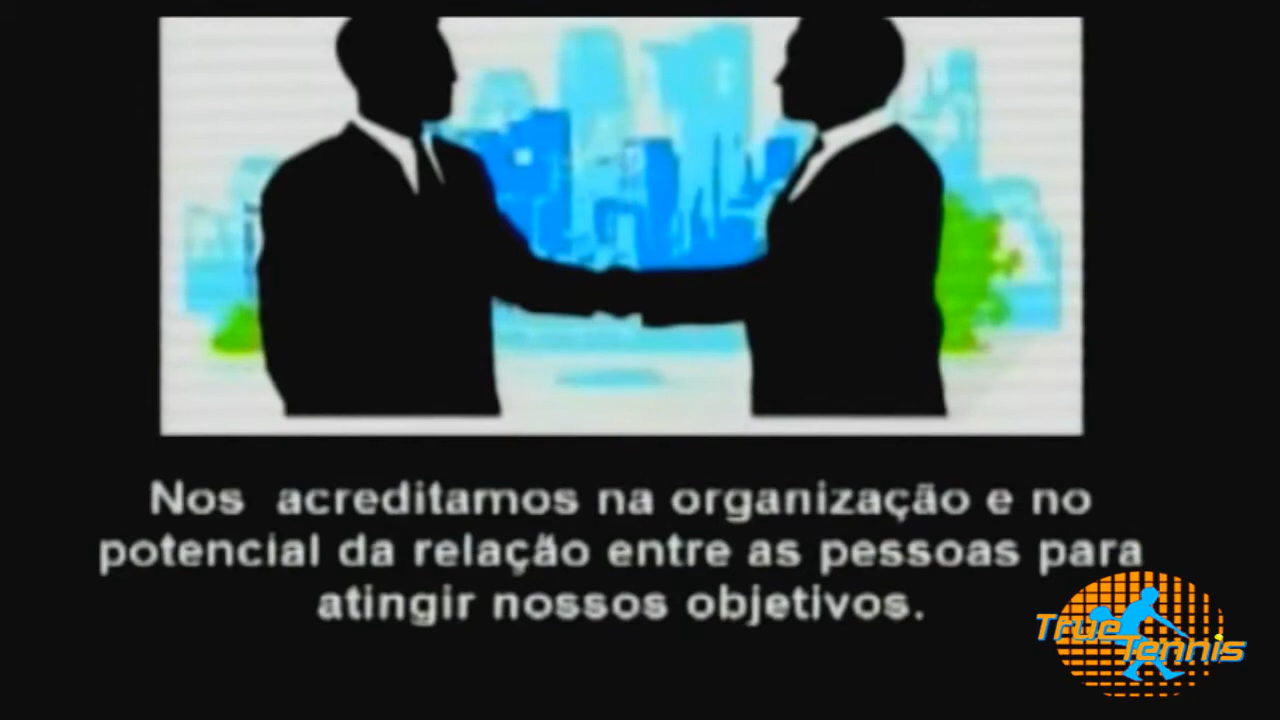 Nos acreditamos na organização e no
potencial da relação entre as pessoas para
atingir nossos objetivos.
True
Tennis